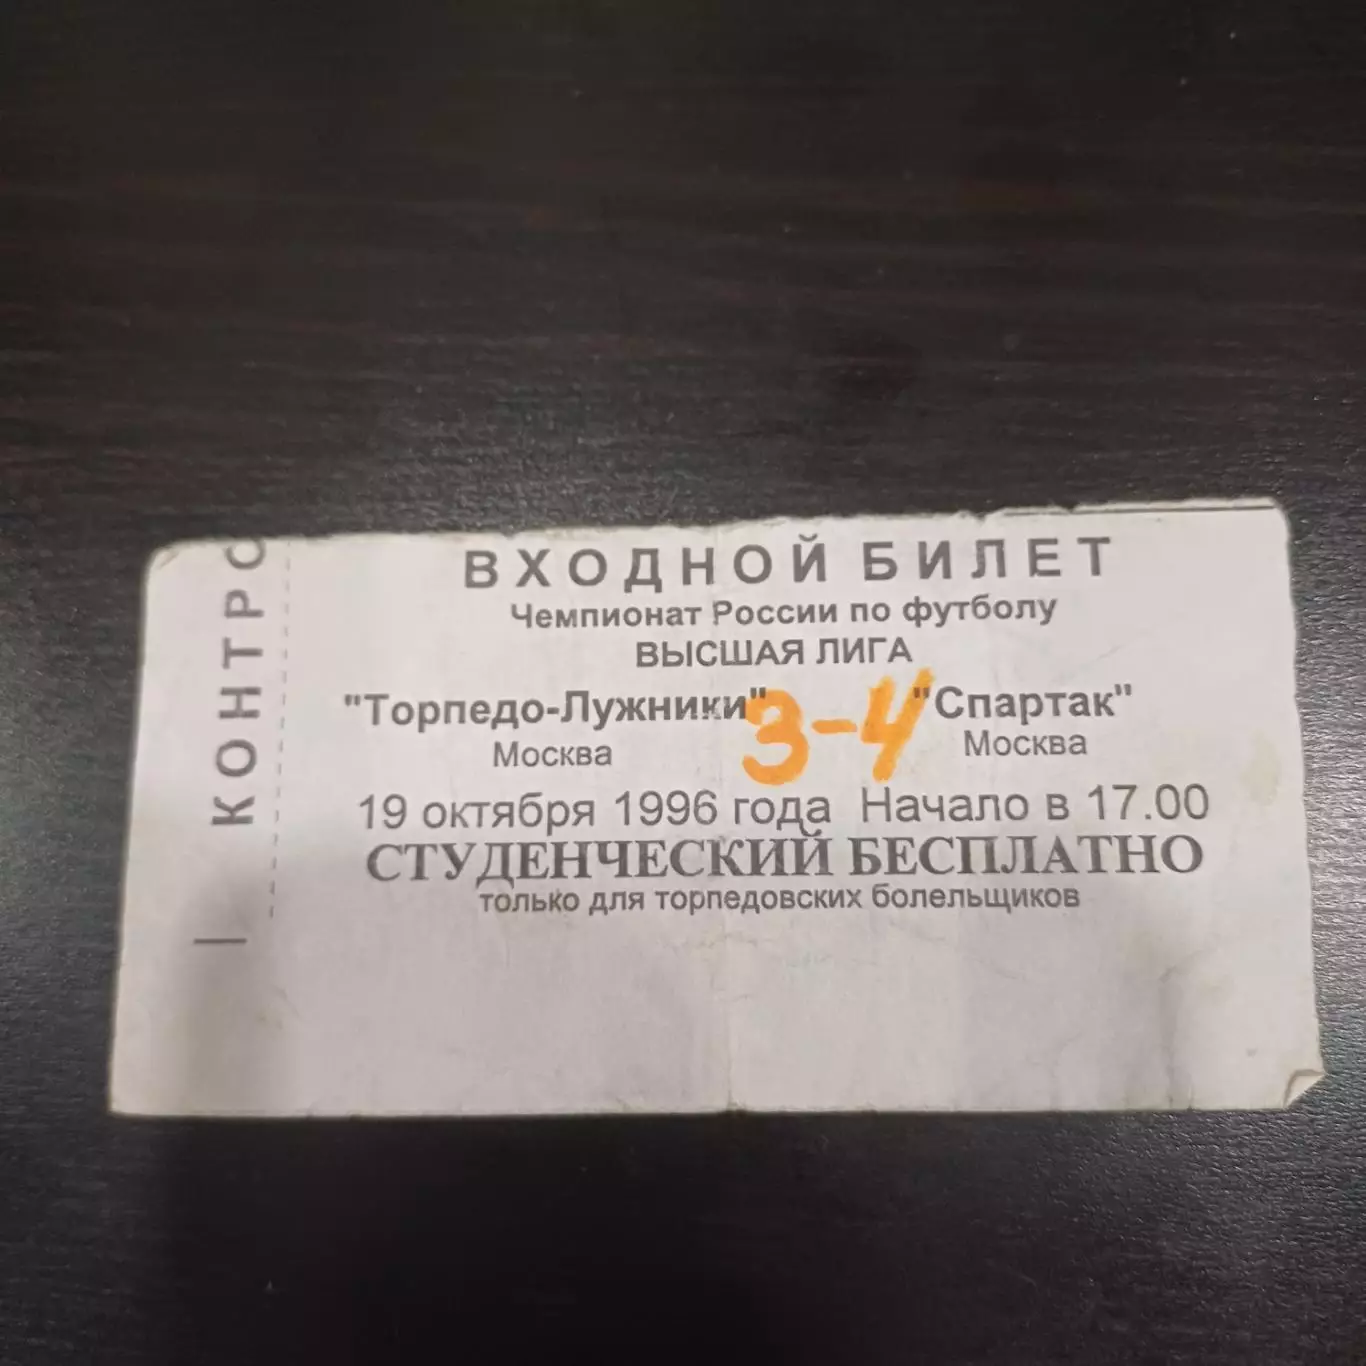 КОНТРО
ВХОДНОЙ БИЛЕТ
Чемпионат России по футболу
ВЫСШАЯ ЛИГА
"Торпедо-Лужники" 3-4 "Спартак"
Москва Москва
19 октября 1996 года Начало в 17.00
СТУДЕНЧЕСКИЙ БЕСПЛАТНО
только для торпедовских болельщиков